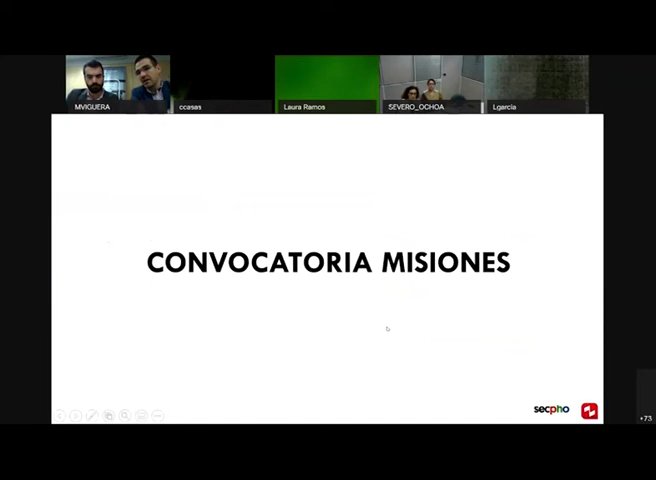 MVIGUERA
ccasas
Laura Ramos
SEVERO_OCHOA
Lgarcia
CONVOCATORIA MISIONES
secpho
+73